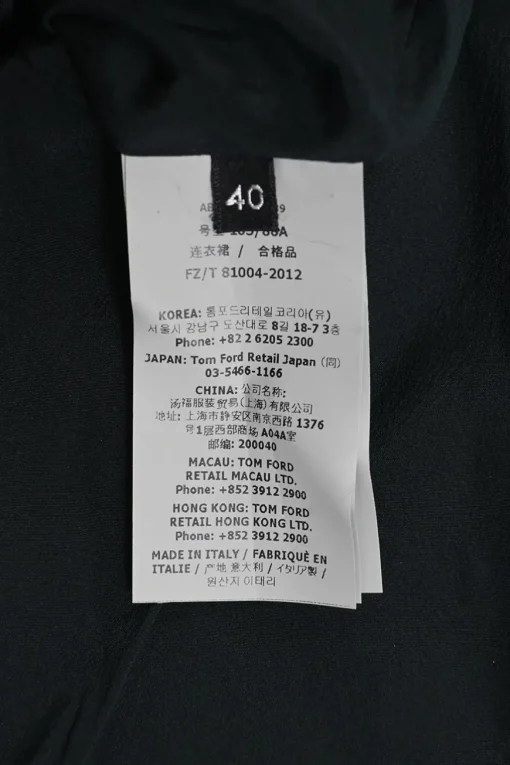 40
连衣裙 / 合格品
FZ/T 81004-2012
KOREA: 톰포드리테일코리아(유)
서울시 강남구 도산대로 8길 18-7 3층
Phone: +82 2 6205 2300
JAPAN: Tom Ford Retail Japan (同)
03-5466-1166
CHINA: 公司名称:
汤福服装贸易(上海)有限公司
地址: 上海市静安区南京西路 1376
号1层西部商场 A04A室
邮编: 200040
MACAU: TOM FORD
RETAIL MACAU LTD.
Phone: +852 3912 2900
HONG KONG: TOM FORD
RETAIL HONG KONG LTD.
Phone: +852 3912 2900
MADE IN ITALY / FABRIQUÈ EN
ITALIE / 产地 意大利 / イタリア製 /
원산지 이태리